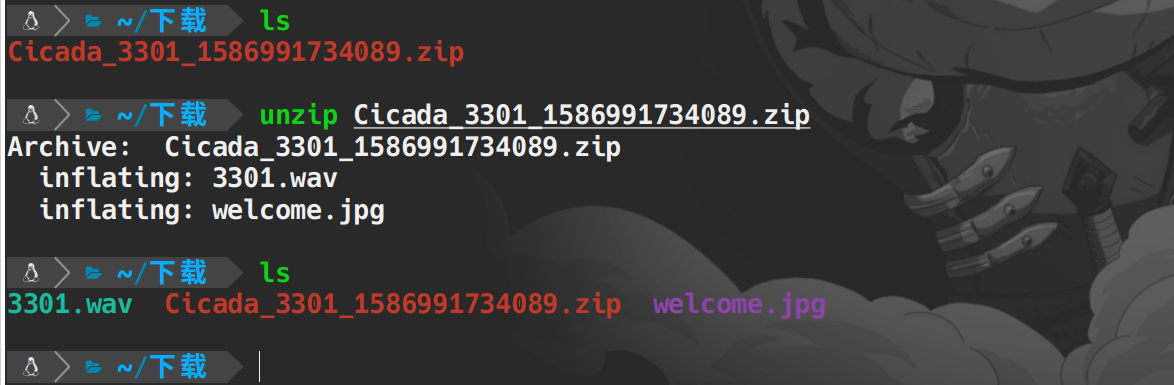 ~/下载 ls
Cicada_3301_1586991734089.zip
~/下载 unzip Cicada_3301_1586991734089.zip
Archive:  Cicada_3301_1586991734089.zip
  inflating: 3301.wav
  inflating: welcome.jpg
~/下载 ls
3301.wav  Cicada_3301_1586991734089.zip  welcome.jpg
~/下载